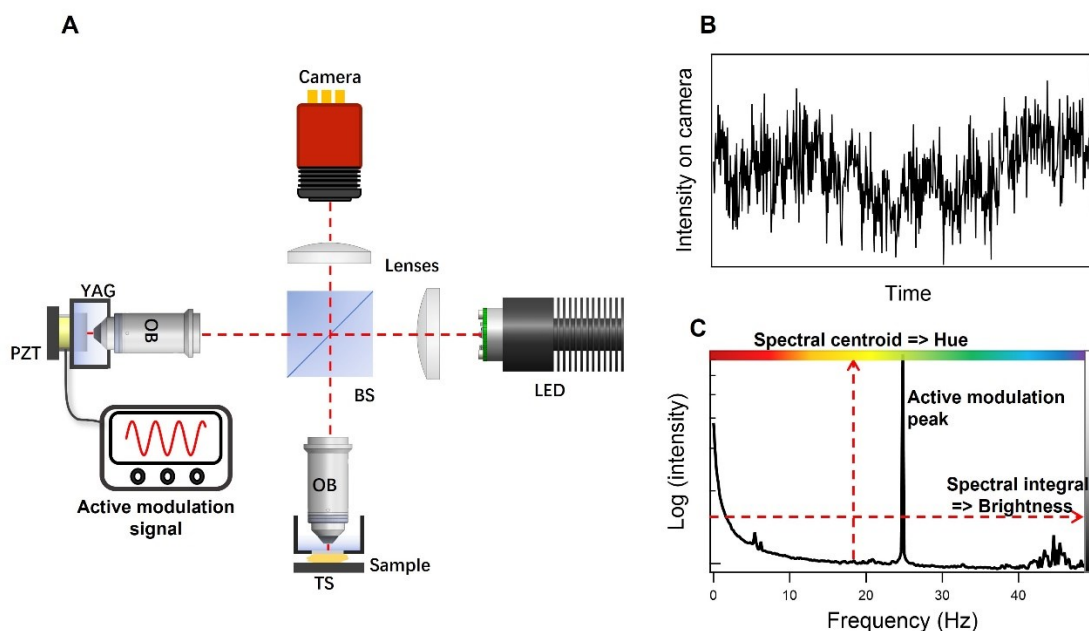 A
Camera
Lenses
YAG
OB
PZT
BS
LED
Active modulation
signal
OB
Sample
TS
B
Intensity on camera
Time
C
Spectral centroid => Hue
Active modulation
peak
Spectral integral
=> Brightness
Log (intensity)
0
10
20
30
40
Frequency (Hz)